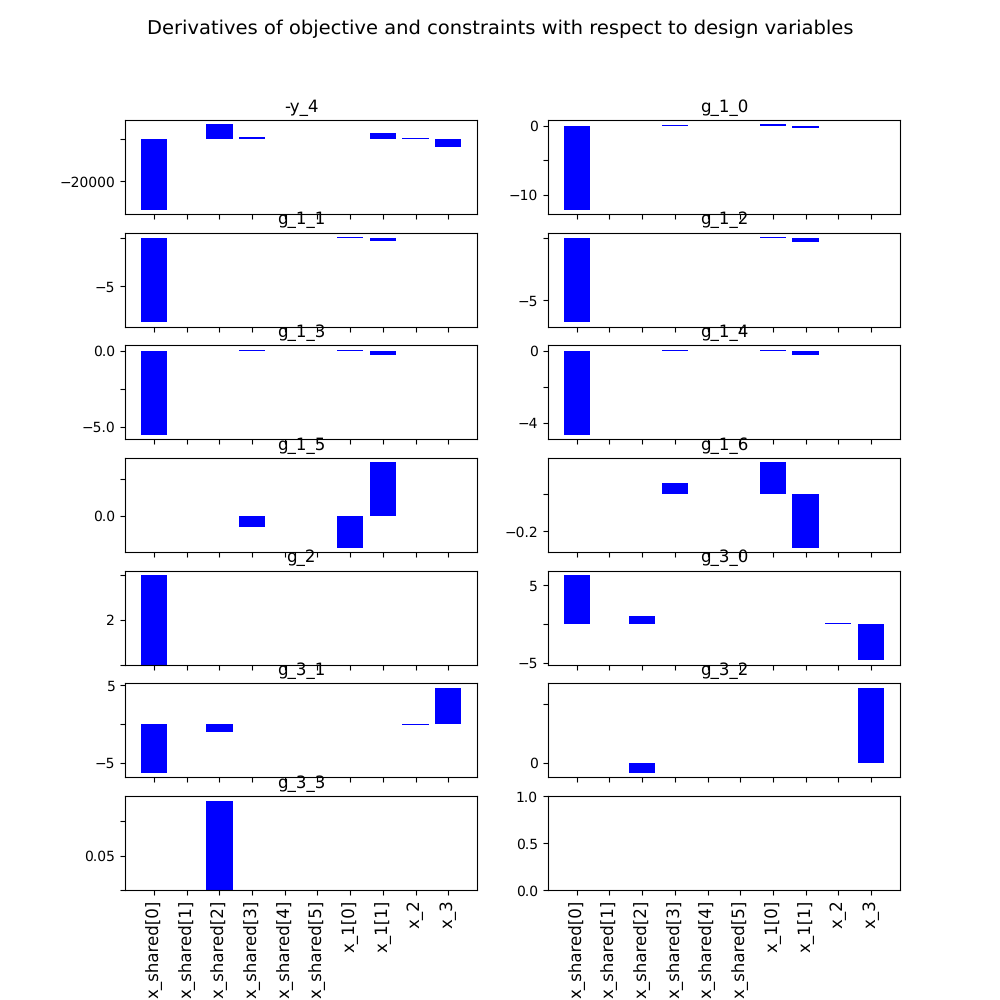 Derivatives of objective and constraints with respect to design variables
-y_4
g_1_0
−20000
0
−10
g_1_1
g_1_2
−5
−5
g_1_3
g_1_4
0.0
−5.0
0
−4
g_1_5
g_1_6
0.0
−0.2
g_2
g_3_0
2
5
−5
g_3_1
g_3_2
5
−5
0
g_3_3
0.05
1.0
0.5
0.0
x_shared[0]
x_shared[1]
x_shared[2]
x_shared[3]
x_shared[4]
x_shared[5]
x_1[0]
x_1[1]
x_2
x_3
x_shared[0]
x_shared[1]
x_shared[2]
x_shared[3]
x_shared[4]
x_shared[5]
x_1[0]
x_1[1]
x_2
x_3